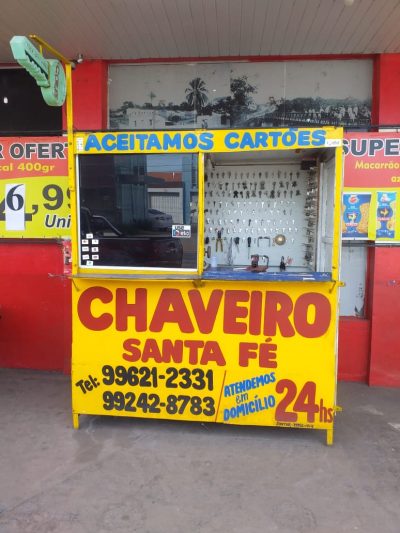 ACEITAMOS CARTÕES
R OFERT
cal 400gr
6
,99
Uni
SUPE
Macarrão
CHAVEIRO
SANTA FÉ
Tel: 99621-2331
99242-8783
ATENDEMOS
em
DOMICÍLIO
24hs